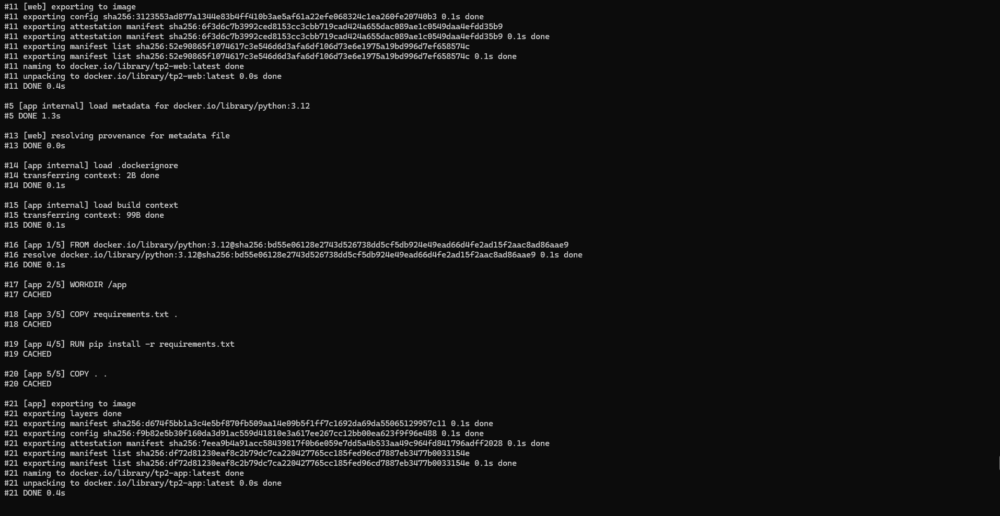 #11 [web] exporting to image
#11 exporting config sha256:3123553ad877a1344e83b4ff410b3ae5af61a22efe068324c1ea260fe20740b3 0.1s done
#11 exporting attestation manifest sha256:6f3d6c7b3992ced8153cc3cbb719cad424a655dac089ae1c0549daa4efdd35b9
#11 exporting attestation manifest sha256:6f3d6c7b3992ced8153cc3cbb719cad424a655dac089ae1c0549daa4efdd35b9 0.1s done
#11 exporting manifest list sha256:52e90865f1074617c3e546d6d3afa6df106d73e6e1975a19bd996d7ef658574c
#11 exporting manifest list sha256:52e90865f1074617c3e546d6d3afa6df106d73e6e1975a19bd996d7ef658574c 0.1s done
#11 naming to docker.io/library/tp2-web:latest done
#11 unpacking to docker.io/library/tp2-web:latest 0.0s done
#11 DONE 0.4s
#5 [app internal] load metadata for docker.io/library/python:3.12
#5 DONE 1.3s
#13 [web] resolving provenance for metadata file
#13 DONE 0.0s
#14 [app internal] load .dockerignore
#14 transferring context: 2B done
#14 DONE 0.1s
#15 [app internal] load build context
#15 transferring context: 99B done
#15 DONE 0.1s
#16 [app 1/5] FROM docker.io/library/python:3.12@sha256:bd55e06128e2743d526738dd5cf5db924e49ead66d4fe2ad15f2aac8ad86aae9
#16 resolve docker.io/library/python:3.12@sha256:bd55e06128e2743d526738dd5cf5db924e49ead66d4fe2ad15f2aac8ad86aae9 0.1s done
#16 DONE 0.1s
#17 [app 2/5] WORKDIR /app
#17 CACHED
#18 [app 3/5] COPY requirements.txt .
#18 CACHED
#19 [app 4/5] RUN pip install -r requirements.txt
#19 CACHED
#20 [app 5/5] COPY . .
#20 CACHED
#21 [app] exporting to image
#21 exporting layers done
#21 exporting manifest sha256:d674f5bb1a3c4e5bf870fb509aa14e09b5f1ff7c1692da69da55065129957c11 0.1s done
#21 exporting config sha256:f9b82e5b30f160da3d91ac559d41810e3a617ee267cc12bb00ea623f9f96e488 0.1s done
#21 exporting attestation manifest sha256:7eea9b4a91acc58439817f0b6e059e7dd5a4b533aa49c964fd841796adff2028 0.1s done
#21 exporting manifest list sha256:df72d81230eaf8c2b79dc7ca220427765cc185fed96cd7887eb3477b0033154e
#21 exporting manifest list sha256:df72d81230eaf8c2b79dc7ca220427765cc185fed96cd7887eb3477b0033154e 0.1s done
#21 naming to docker.io/library/tp2-app:latest done
#21 unpacking to docker.io/library/tp2-app:latest 0.0s done
#21 DONE 0.4s